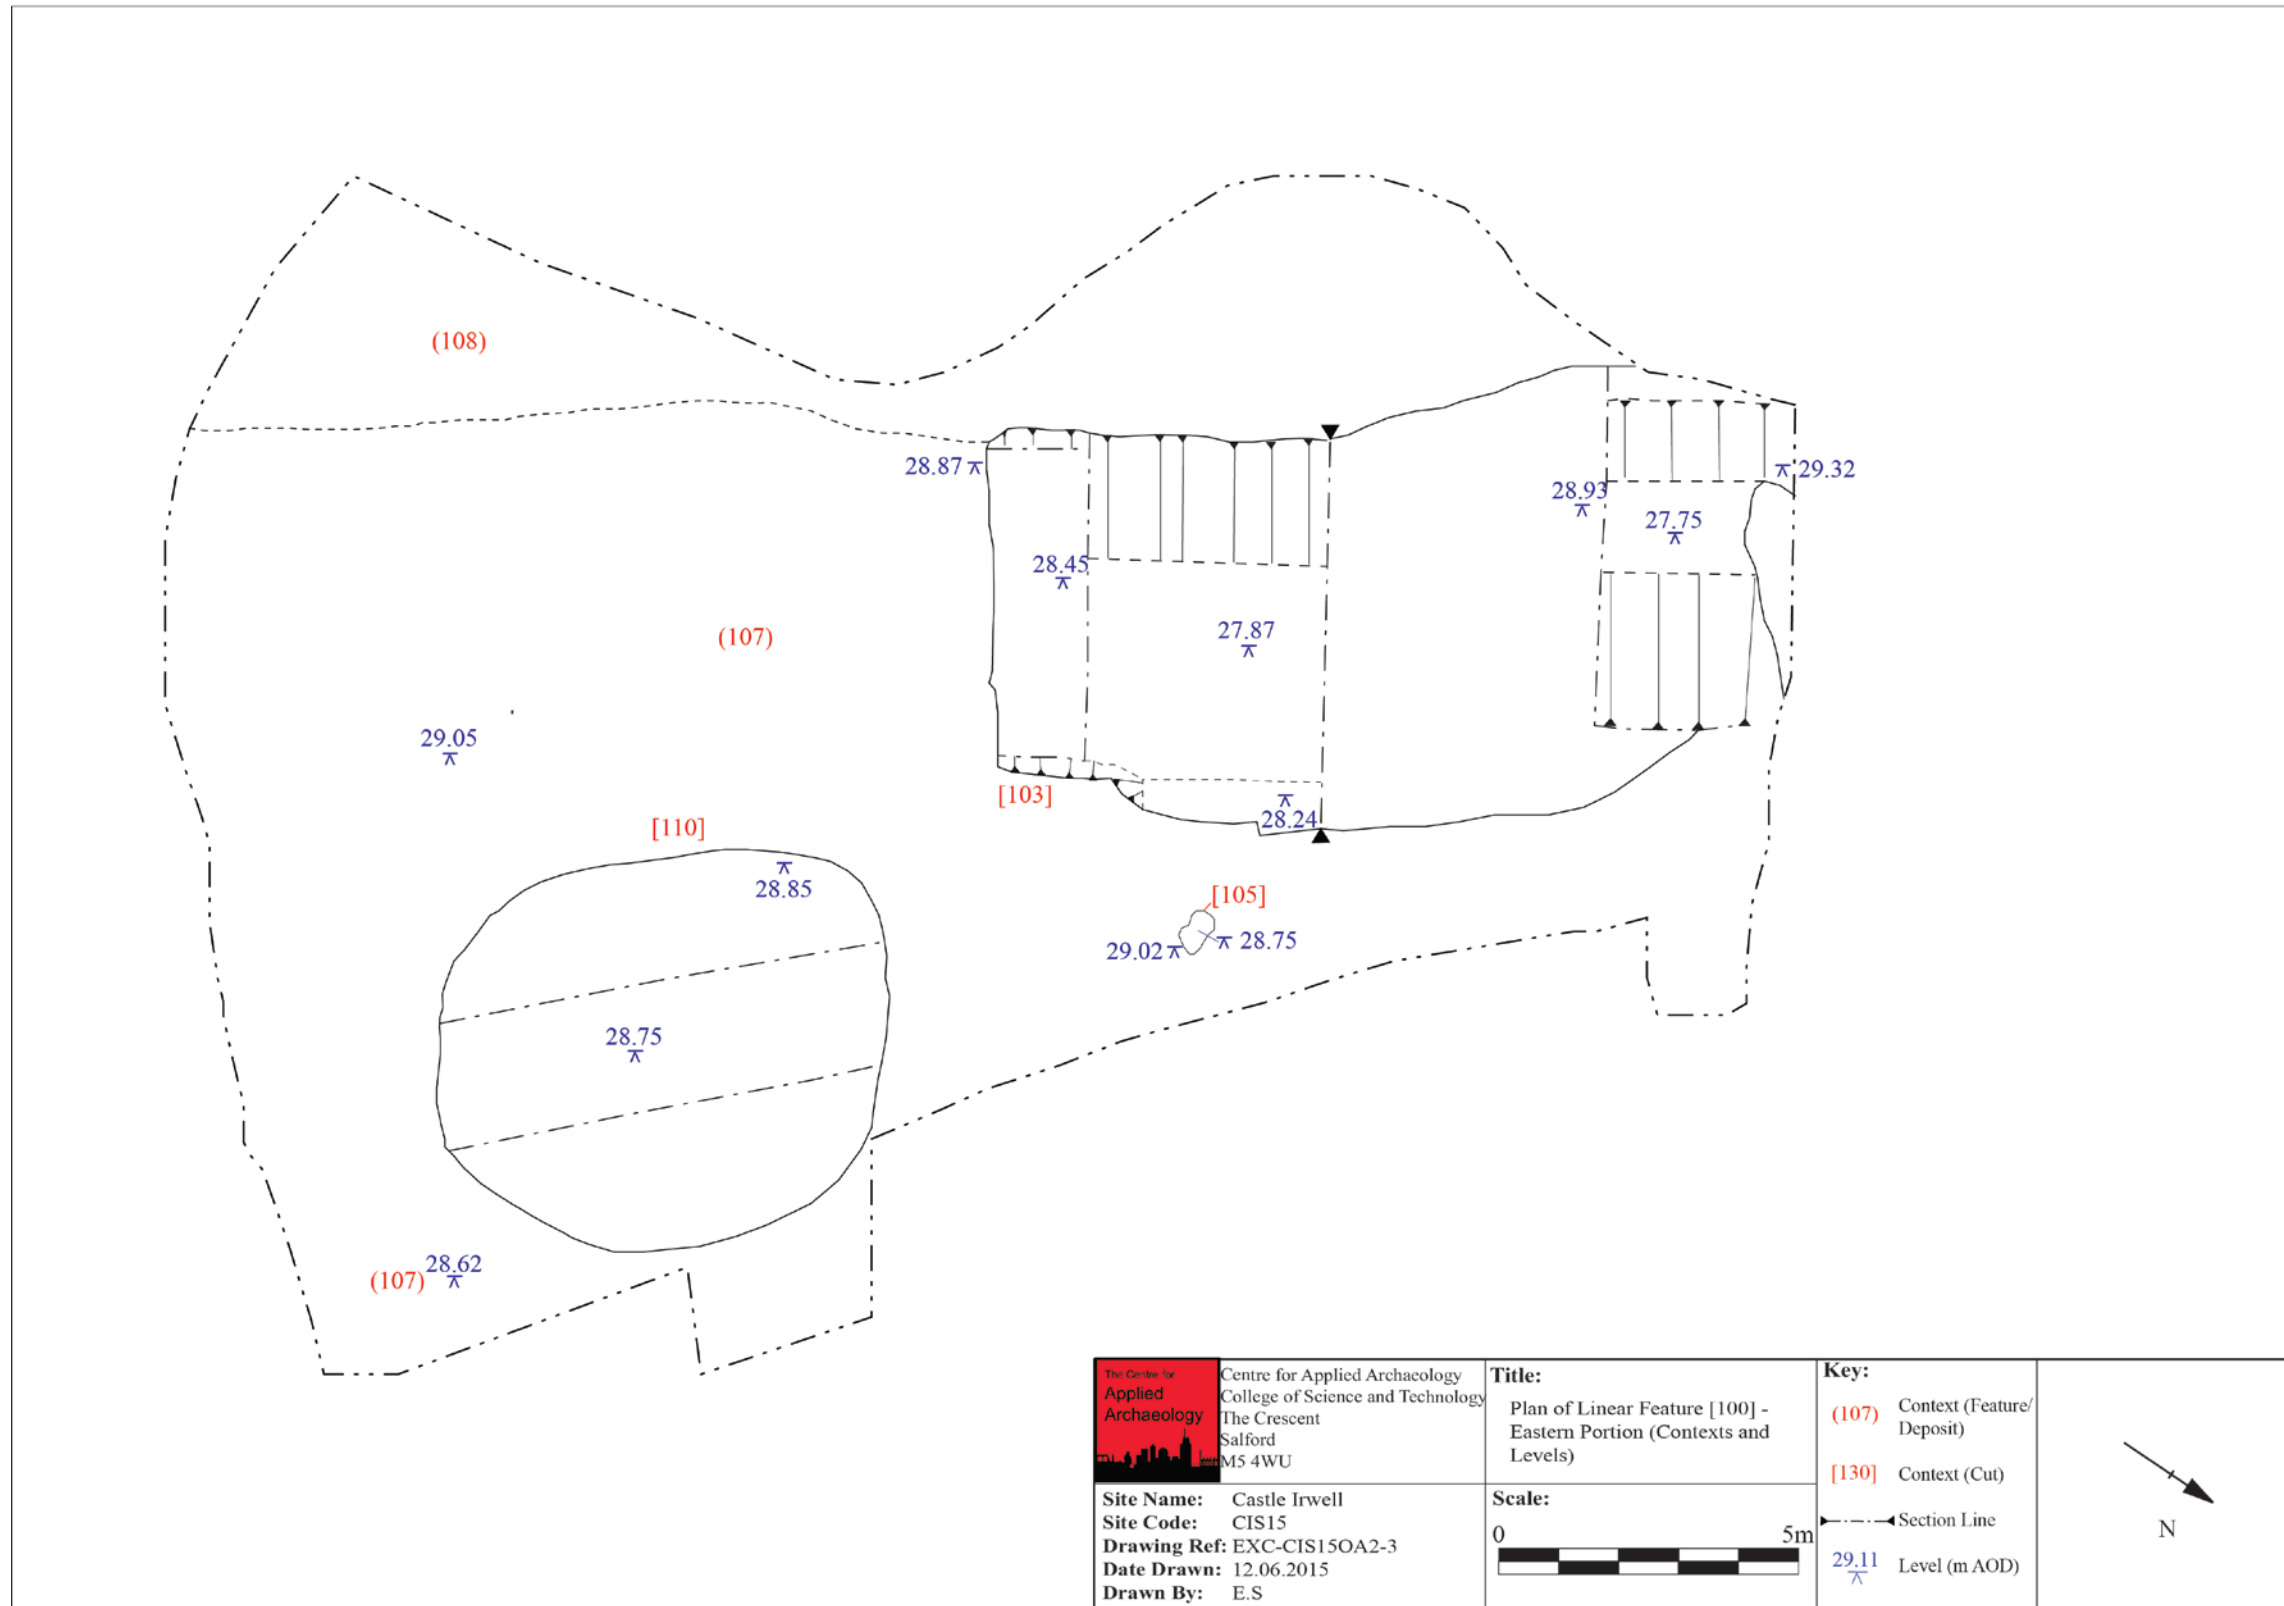 (108)
28.87
29.32
28.93
27.75
28.45
27.87
(107)
29.05
[103]
28.24
[110]
28.85
[105]
29.02
28.75
28.75
(107)
28.62
The Centre for
Applied
Archaeology
Centre for Applied Archaeology
College of Science and Technology
The Crescent
Salford
M5 4WU
Title:
Plan of Linear Feature [100] -
Eastern Portion (Contexts and
Levels)
Key:
(107) Context (Feature/
Deposit)
[130] Context (Cut)
Section Line
29.11 Level (m AOD)
Site Name: Castle Irwell
Site Code: CIS15
Drawing Ref: EXC-CIS15OA2-3
Date Drawn: 12.06.2015
Drawn By: E.S
Scale:
0 5m
N